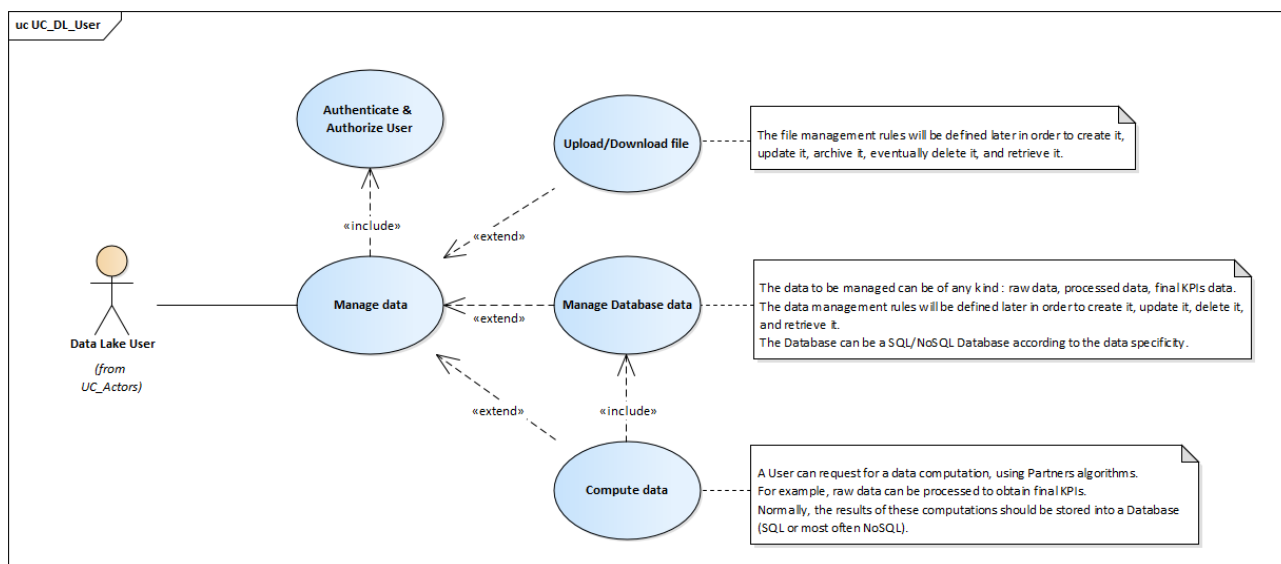 uc UC_DL_User
Authenticate &
Authorize User
Upload/Download file
The file management rules will be defined later in order to create it,
update it, archive it, eventually delete it, and retrieve it.
«include»
«extend»
Manage data
Manage Database data
«extend»
The data to be managed can be of any kind : raw data, processed data, final KPIs data.
The data management rules will be defined later in order to create it, update it, delete it,
and retrieve it.
The Database can be a SQL/NoSQL Database according to the data specificity.
Data Lake User
(from
UC_Actors)
«extend»
«include»
Compute data
A User can request for a data computation, using Partners algorithms.
For example, raw data can be processed to obtain final KPIs.
Normally, the results of these computations should be stored into a Database
(SQL or most often NoSQL).